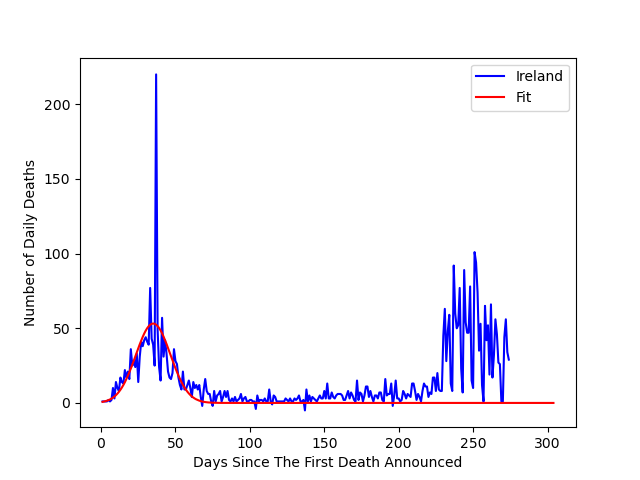 Ireland
Fit
200
150
100
50
0
Number of Daily Deaths
0 50 100 150 200 250 300
Days Since The First Death Announced